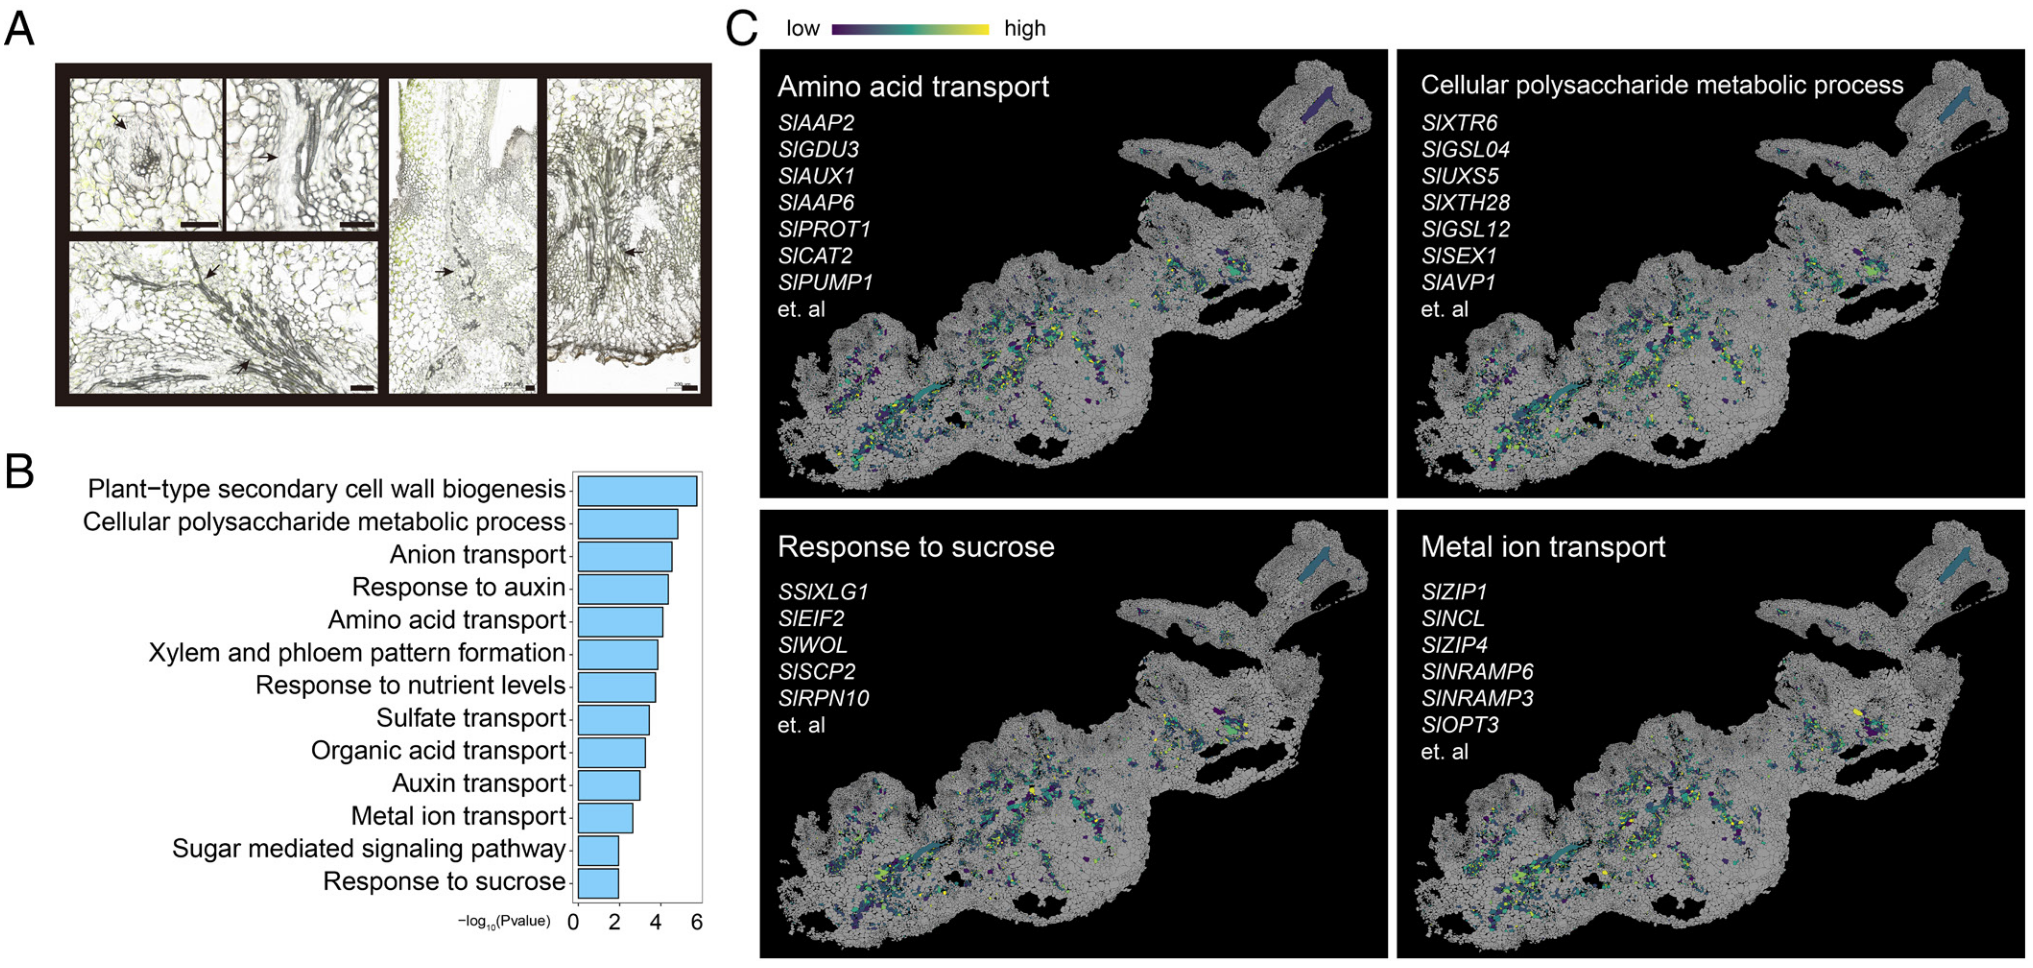 A
B
Plant−type secondary cell wall biogenesis
Cellular polysaccharide metabolic process
Anion transport
Response to auxin
Amino acid transport
Xylem and phloem pattern formation
Response to nutrient levels
Sulfate transport
Organic acid transport
Auxin transport
Metal ion transport
Sugar mediated signaling pathway
Response to sucrose
−log10(Pvalue) 0 2 4 6
C
low high
Amino acid transport
SlAAP2
SlGDU3
SlAUX1
SlAAP6
SlPROT1
SlCAT2
SlPUMP1
et. al
Cellular polysaccharide metabolic process
SlXTR6
SlGSL04
SlUXS5
SlXTH28
SlGSL12
SlSEX1
SlAVP1
et. al
Response to sucrose
SSlXLG1
SlEIF2
SlWOL
SlSCP2
SlRPN10
et. al
Metal ion transport
SlZIP1
SlNCL
SlZIP4
SlNRAMP6
SlNRAMP3
SlOPT3
et. al